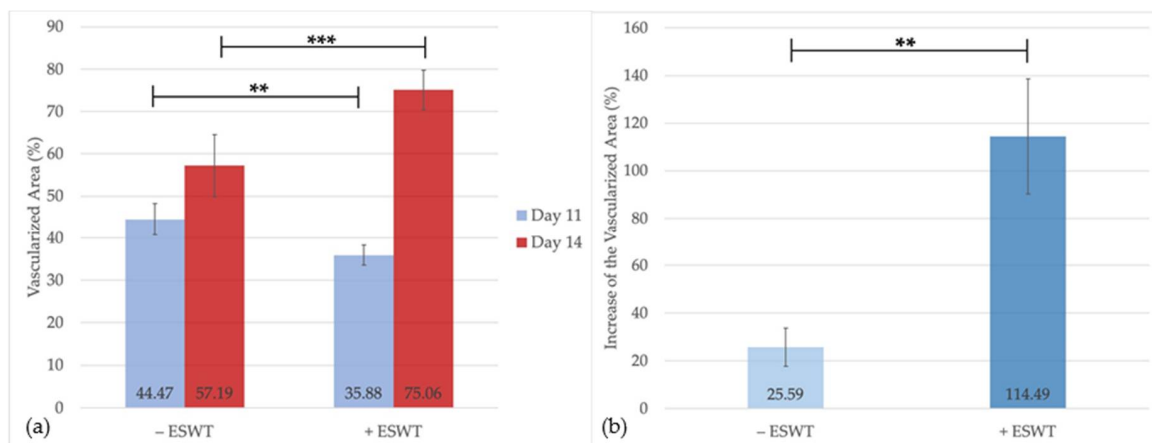 Vascularized Area (%)
90
80
70
60
50
40
30
20
10
0
***
**
44.47 57.19 35.88 75.06
– ESWT + ESWT
Day 11
Day 14
(a)
Increase of the Vascularized Area (%)
160
140
120
100
80
60
40
20
0
**
25.59 114.49
– ESWT + ESWT
(b)